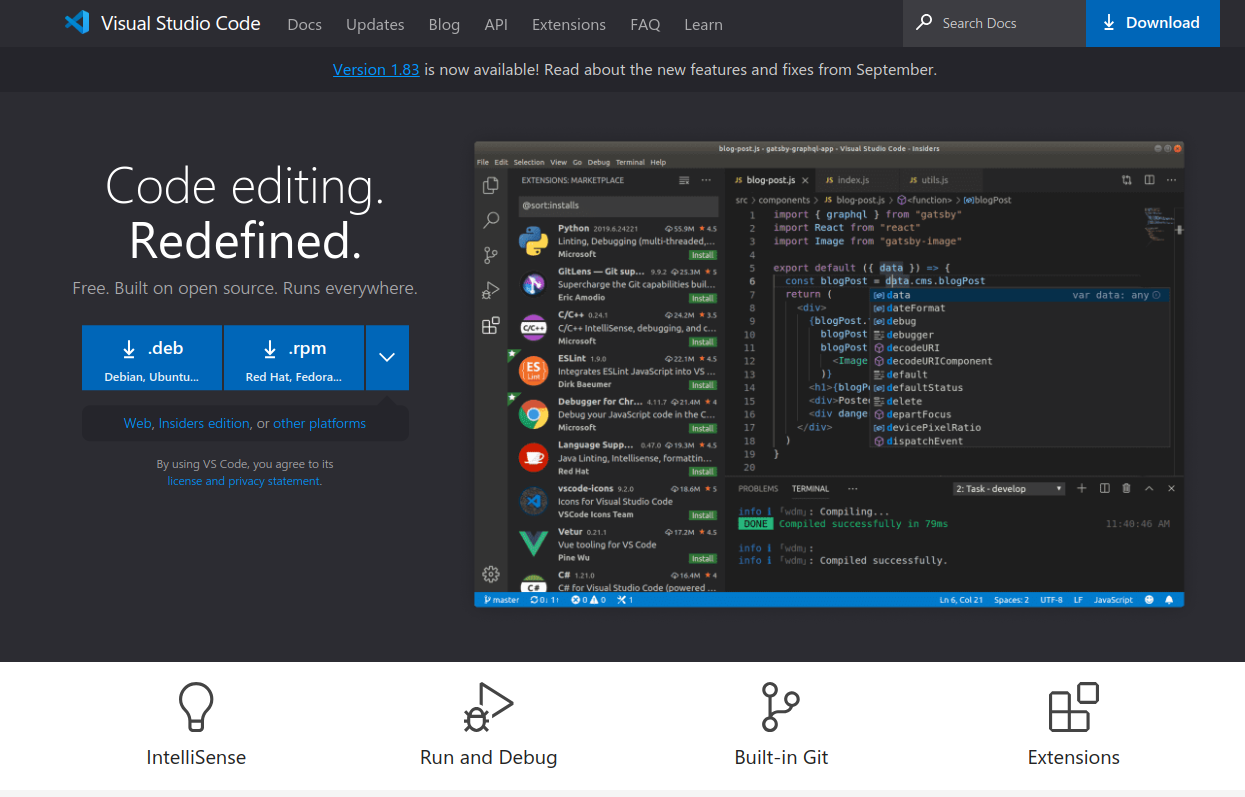 Visual Studio Code Docs Updates Blog API Extensions FAQ Learn Search Docs Download
Version 1.83 is now available! Read about the new features and fixes from September.
Code editing.
Redefined.
Free. Built on open source. Runs everywhere.
.deb
Debian, Ubuntu...
.rpm
Red Hat, Fedora...
Web, Insiders edition, or other platforms
By using VS Code, you agree to its
license and privacy statement.
blog-post.js - gatsby-graphql-app - Visual Studio Code - Insiders
File Edit Selection View Go Debug Terminal Help
EXTENSIONS: MARKETPLACE
@sort:installs
Python 2019.6.24221 55.9M ★ 4.5
Linting, Debugging (multi-threaded,...
Microsoft Install
GitLens — Git sup... 9.9.2 25.3M ★ 5
Supercharge the Git capabilities buil...
Eric Amodio Install
C/C++ 0.24.1 24.2M ★ 3.5
C/C++
C/C++ IntelliSense, debugging, and c...
Microsoft Install
ESLint 1.9.0 22.1M ★ 4.5
ES
Lint
Integrates ESLint JavaScript into VS ...
Dirk Baeumer Install
Debugger for Chr... 4.11.7 21.4M ★ 4
Debug your JavaScript code in the C...
Microsoft Install
Language Supp... 0.47.0 19.3M ★ 4.5
Java Linting, Intellisense, formattin...
Red Hat Install
vscode-icons 9.2.0 18.6M ★ 5
Icons for Visual Studio Code
VSCode Icons Team Install
Vetur 0.21.1 17.2M ★ 4.5
Vue tooling for VS Code
Pine Wu Install
C# 1.21.0 16.4M ★ 4
C#
C# for Visual Studio Code (powered ...
JS blog-post.js × JS index.js JS utils.js
src > components > JS blog-post.js > <function> > blogPost
1 import { graphql } from "gatsby"
2 import React from "react"
3 import Image from "gatsby-image"
4
5 export default ({ data }) => {
6 const blogPost = data.cms.blogPost
7 return (
8 <div>
9 {blogPost.
10 blogPost
11 blogPost
12 <Image
13 )}
14 <h1>{blogP
15 <div>Poste
16 <div dange
17 </div>
18 )
19 }
20
data var data: any
dateFormat
debug
debugger
decodeURI
decodeURIComponent
default
defaultStatus
delete
departFocus
devicePixelRatio
dispatchEvent
PROBLEMS TERMINAL ... 2: Task - develop
info i ｢wdm｣: Compiling...
DONE Compiled successfully in 79ms 11:40:46 AM
info i ｢wdm｣:
info i ｢wdm｣: Compiled successfully.
master 0↓ 1↑ 0 0 1 Ln 6, Col 21 Spaces: 2 UTF-8 LF JavaScript
IntelliSense
Run and Debug
Built-in Git
Extensions